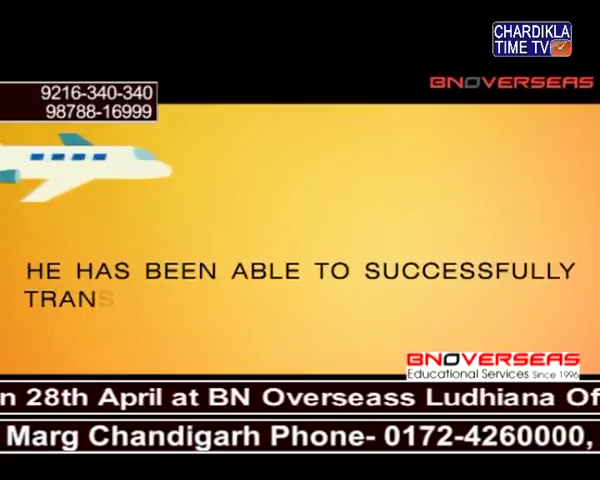 CHARDIKLA
TIME TV
BNOVERSEAS
9216-340-340
98788-16999
HE HAS BEEN ABLE TO SUCCESSFULLY
TRANS
BNOVERSEAS
Educational Services Since 1996
n 28th April at BN Overseass Ludhiana Of
Marg Chandigarh Phone- 0172-4260000,